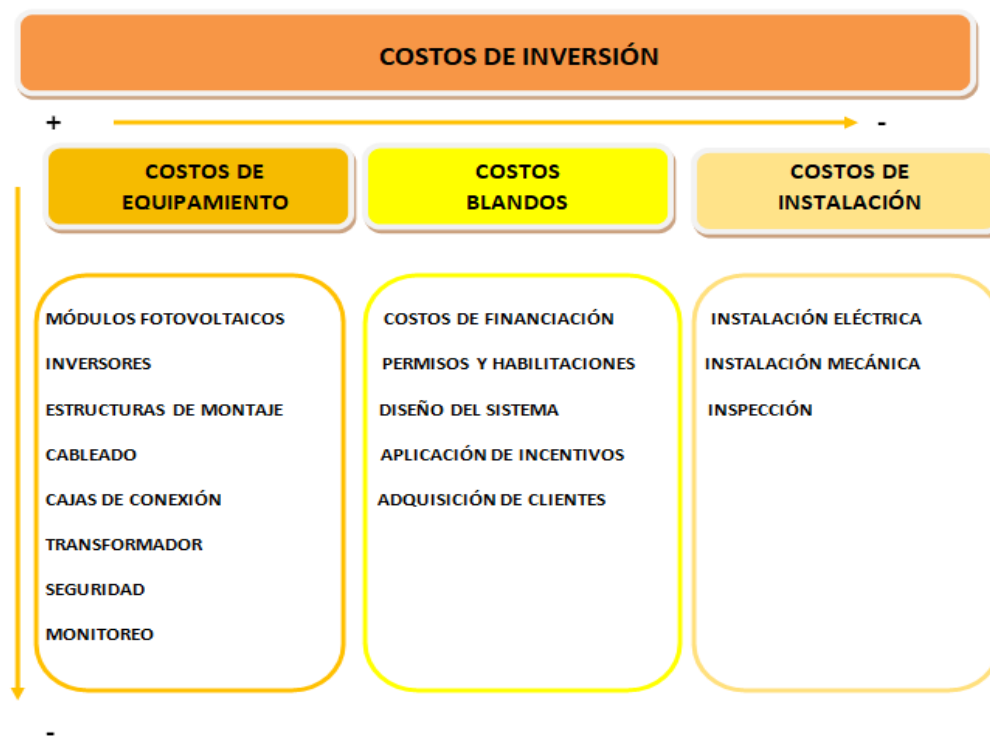 COSTOS DE INVERSIÓN
+ -
COSTOS DE
EQUIPAMIENTO
MÓDULOS FOTOVOLTAICOS
INVERSORES
ESTRUCTURAS DE MONTAJE
CABLEADO
CAJAS DE CONEXIÓN
TRANSFORMADOR
SEGURIDAD
MONITOREO
COSTOS
BLANDOS
COSTOS DE FINANCIACIÓN
PERMISOS Y HABILITACIONES
DISEÑO DEL SISTEMA
APLICACIÓN DE INCENTIVOS
ADQUISICIÓN DE CLIENTES
COSTOS DE
INSTALACIÓN
INSTALACIÓN ELÉCTRICA
INSTALACIÓN MECÁNICA
INSPECCIÓN
-